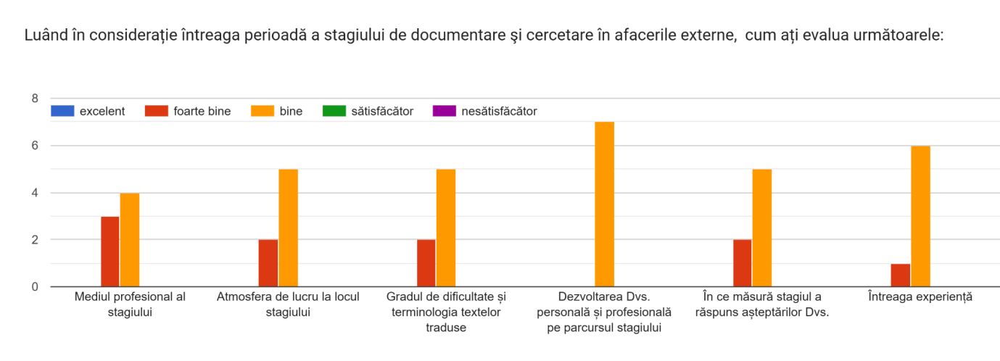 Luând în considerație întreaga perioadă a stagiului de documentare şi cercetare în afacerile externe, cum ați evalua următoarele:
8
excelent foarte bine bine sătisfăcător nesătisfăcător
6
4
2
0
Mediul profesional al
stagiului
Atmosfera de lucru la locul
stagiului
Gradul de dificultate și
terminologia textelor
traduse
Dezvoltarea Dvs.
personală și profesională
pe parcursul stagiului
În ce măsură stagiul a
răspuns așteptărilor Dvs.
Întreaga experiență